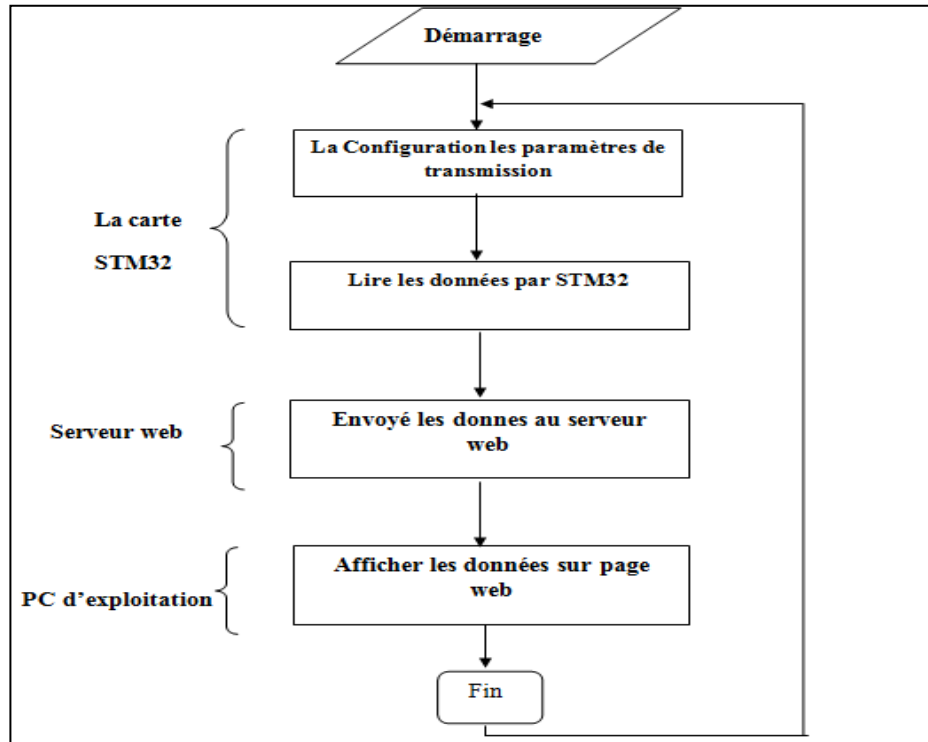 Démarrage
La Configuration les paramètres de
transmission
La carte
STM32
Lire les données par STM32
Envoyé les donnes au serveur
web
Serveur web
Afficher les données sur page
web
PC d'exploitation
Fin